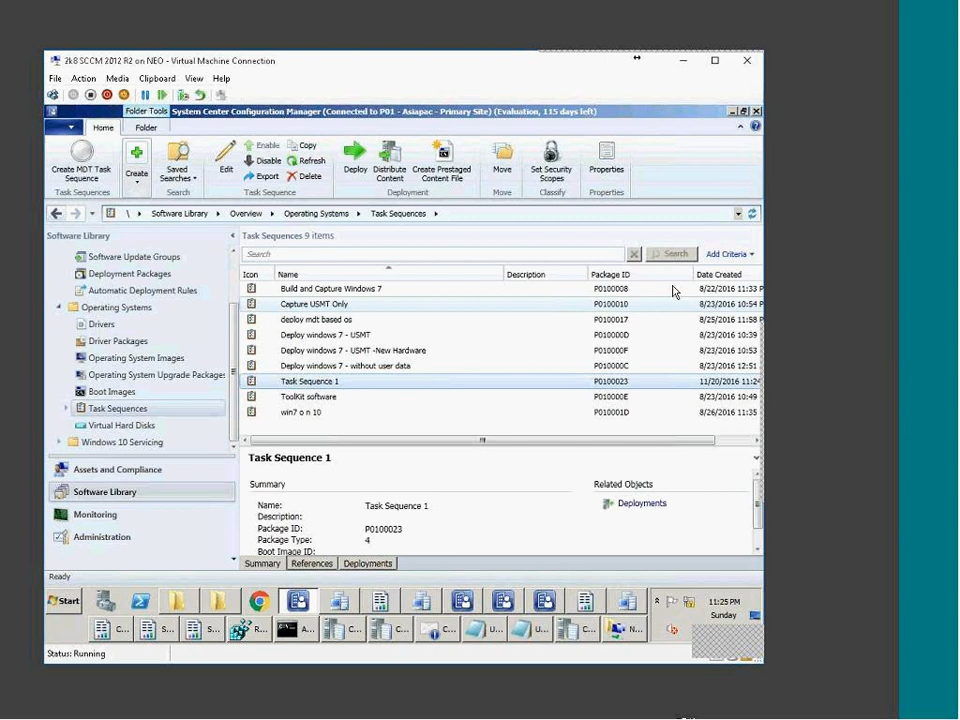 2k8 SCCM 2012 R2 on NEO - Virtual Machine Connection
File Action Media Clipboard View Help
Folder Tools System Center Configuration Manager (Connected to P01 - Asiapac - Primary Site) (Evaluation, 115 days left)
Home Folder
Create MDT Task Sequence
Task Sequences
Create
Saved Searches
Search
Edit
Enable
Disable
Export
Copy
Refresh
Delete
Task Sequence
Deploy
Distribute Content
Create Prestaged Content File
Deployment
Move
Move
Set Security Scopes
Classify
Properties
Properties
\ Software Library Overview Operating Systems Task Sequences
Software Library
Software Update Groups
Deployment Packages
Automatic Deployment Rules
Operating Systems
Drivers
Driver Packages
Operating System Images
Operating System Upgrade Packages
Boot Images
Task Sequences
Virtual Hard Disks
Windows 10 Servicing
Assets and Compliance
Software Library
Monitoring
Administration
Task Sequences 9 items
Search Search Add Criteria
Icon Name Description Package ID Date Created
Build and Capture Windows 7 P0100008 8/22/2016 11:33 P
Capture USMT Only P0100010 8/23/2016 10:54 P
deploy mdt based os P0100017 8/25/2016 11:58 P
Deploy windows 7 - USMT P010000D 8/23/2016 10:39
Deploy windows 7 - USMT -New Hardware P010000F 8/23/2016 10:53
Deploy windows 7 - without user data P010000C 8/23/2016 12:51
Task Sequence 1 P0100023 11/20/2016 11:24
ToolKit software P010000E 8/23/2016 10:49
win7 o n 10 P010001D 8/26/2016 11:35
Task Sequence 1
Summary
Name: Task Sequence 1
Description:
Package ID: P0100023
Package Type: 4
Boot Image ID:
Related Objects
Deployments
Summary References Deployments
Ready
Start
11:25 PM
Sunday
C... S... S... R... A... C... C... C... U... U... C... N...
Status: Running